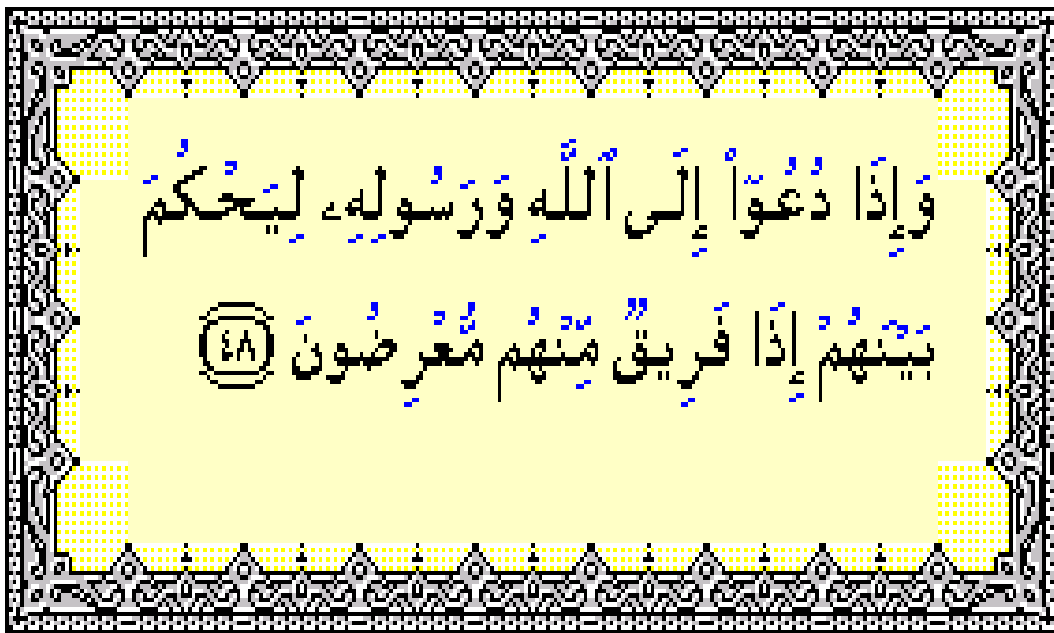 وَإِذَا دُعُوٓا۟ إِلَى ٱللَّهِ وَرَسُولِهِۦ لِيَحْكُمَ
بَيْنَهُمْ إِذَا فَرِيقٌ مِّنْهُم مُّعْرِضُونَ ٤٨